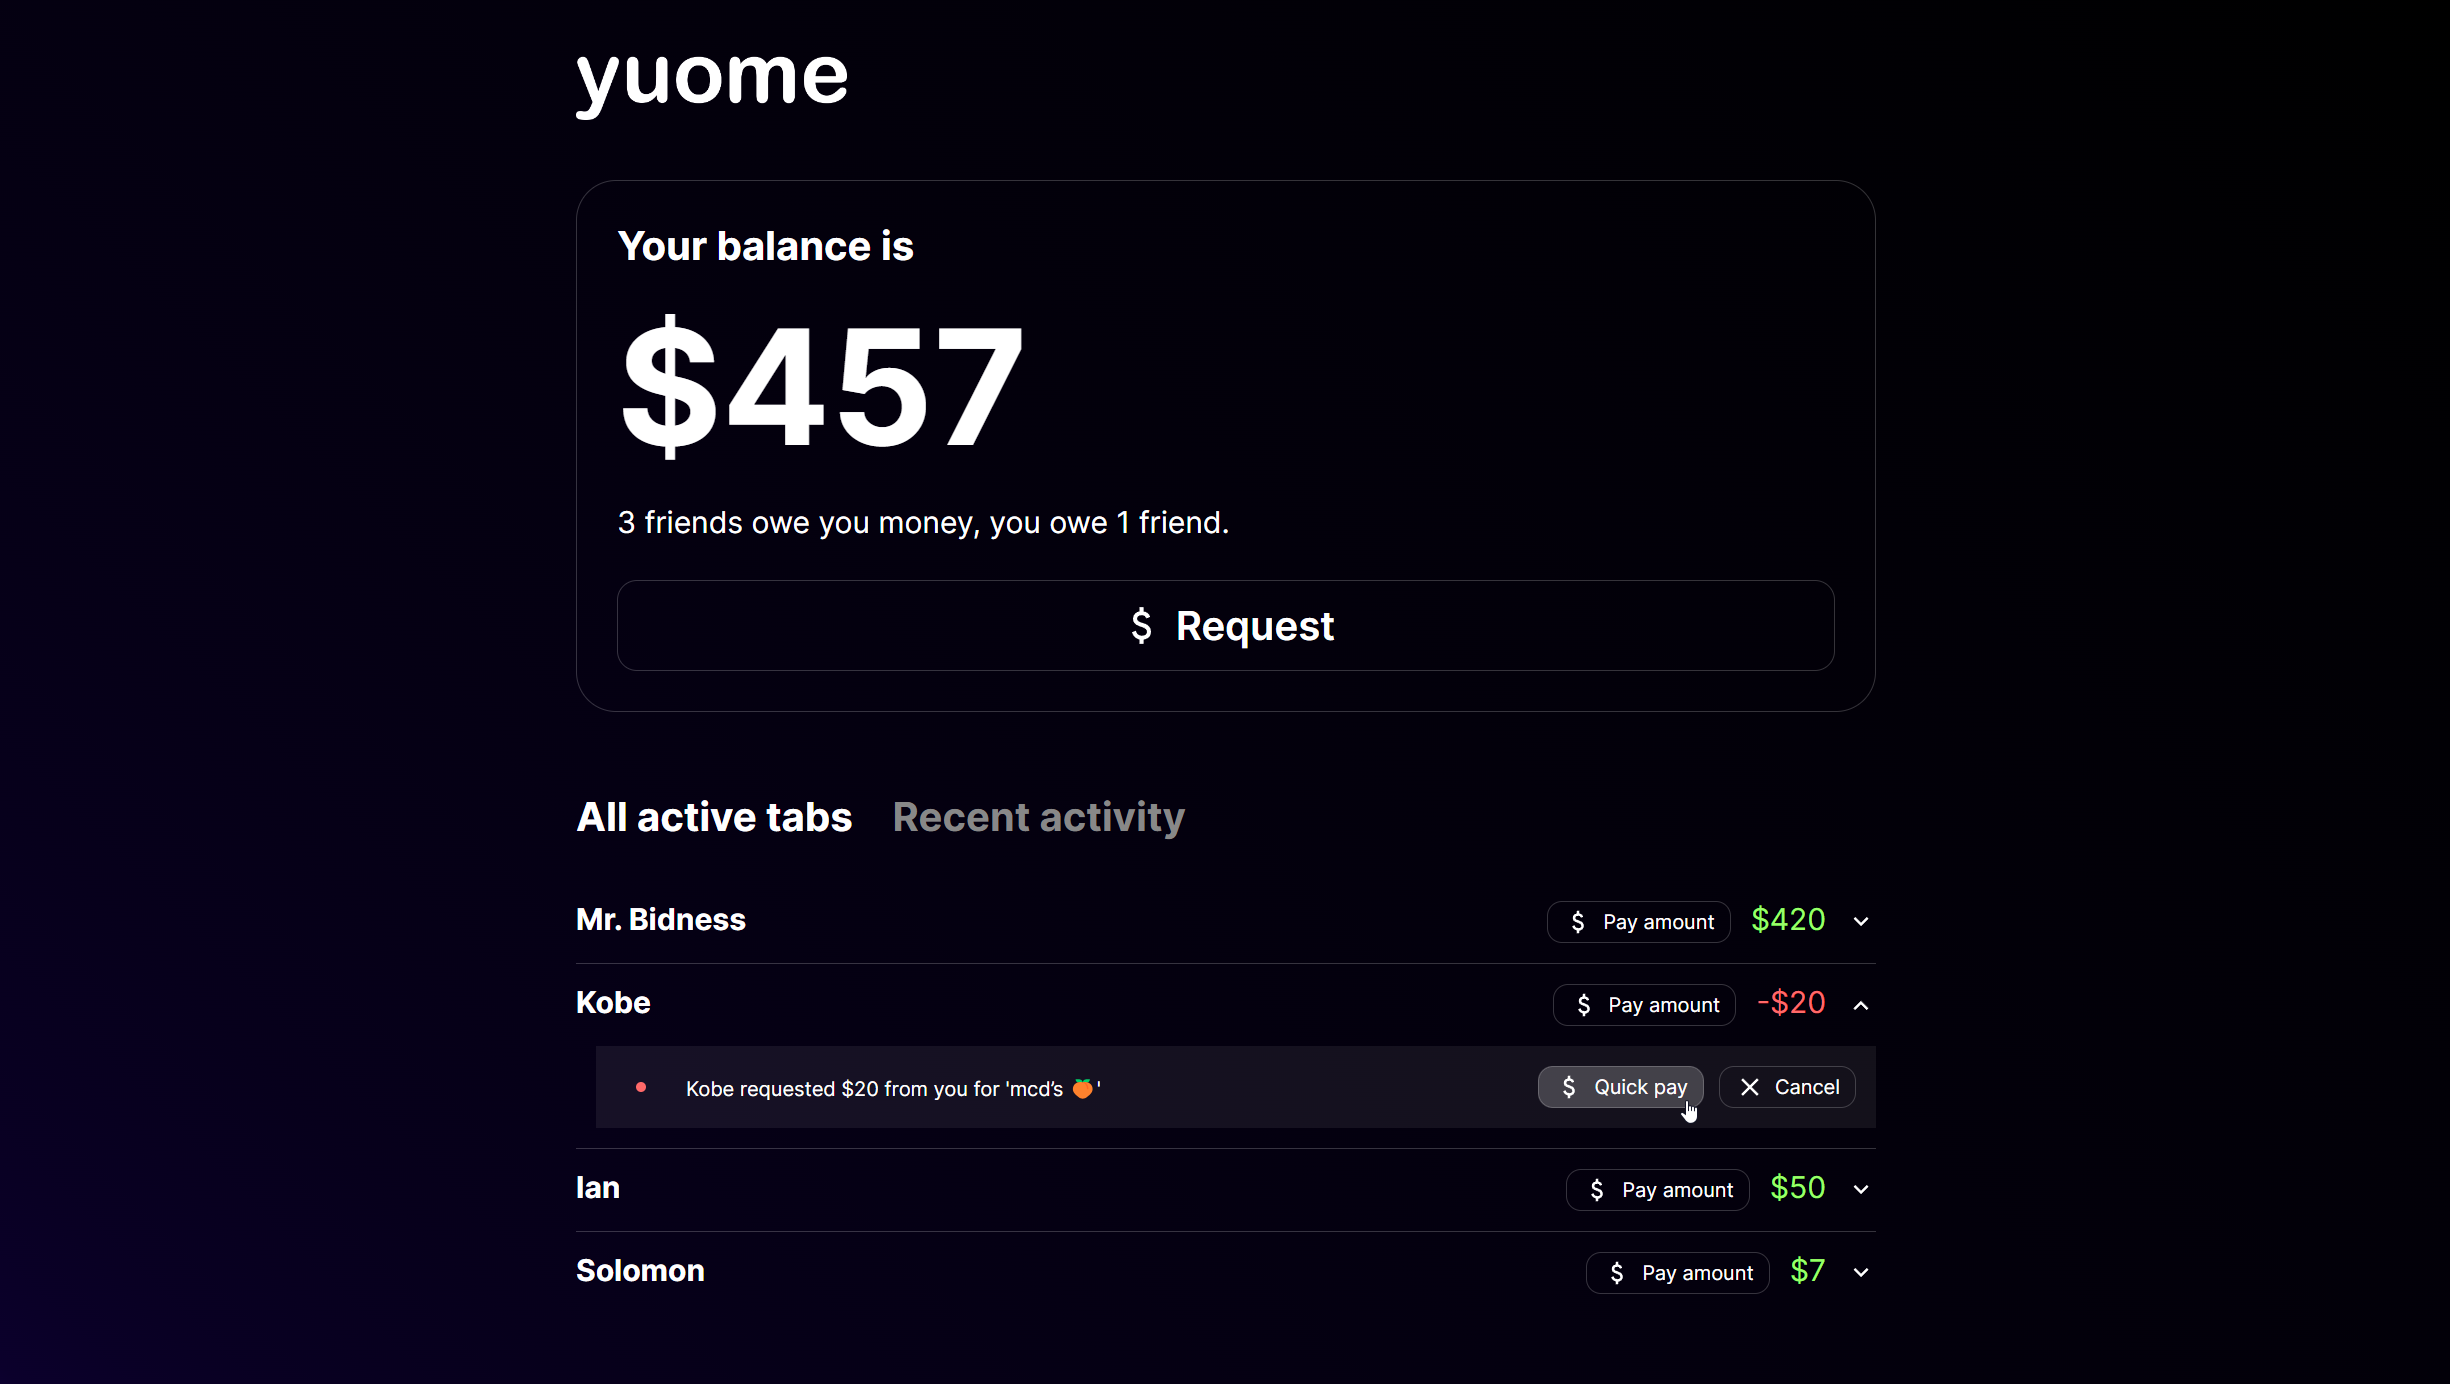 yuome
Your balance is
$457
3 friends owe you money, you owe 1 friend.
$ Request
All active tabs Recent activity
Mr. Bidness $ Pay amount $420
Kobe $ Pay amount -$20
Kobe requested $20 from you for 'mcd’s 🍊' $ Quick pay Cancel
Ian $ Pay amount $50
Solomon $ Pay amount $7